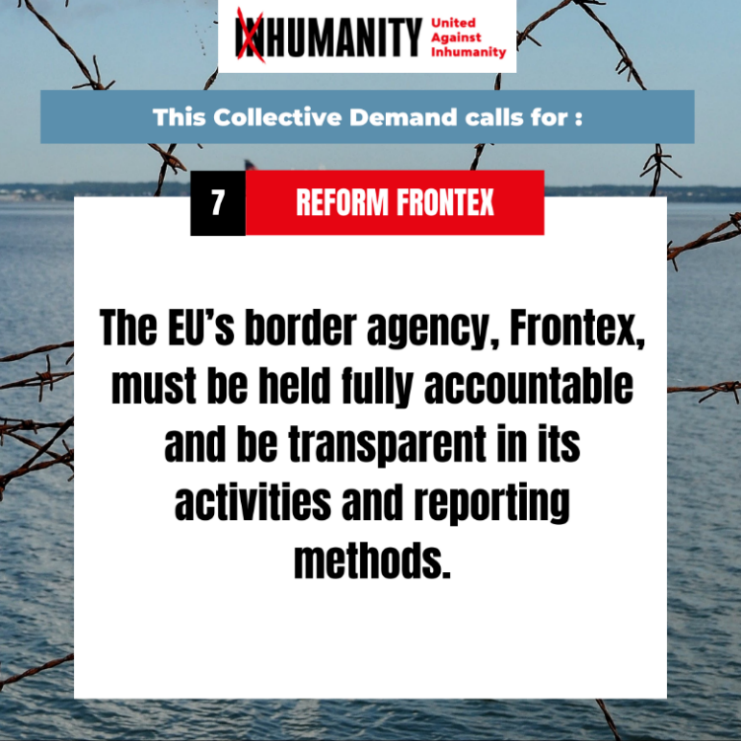 INHUMANITY
United
Against
Inhumanity
This Collective Demand calls for :
7 REFORM FRONTEX
The EU’s border agency, Frontex,
must be held fully accountable
and be transparent in its
activities and reporting
methods.